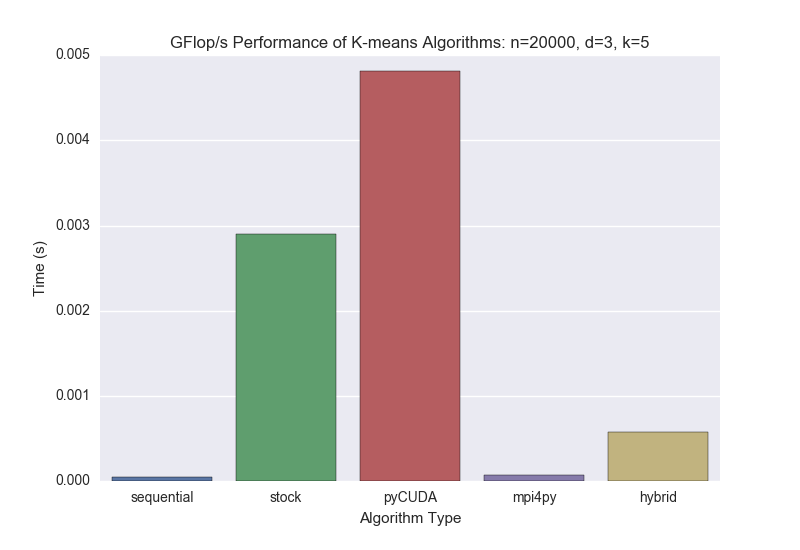 GFlop/s Performance of K-means Algorithms: n=20000, d=3, k=5
0.005
0.004
0.003
0.002
0.001
0.000
Time (s)
sequential stock pyCUDA mpi4py hybrid
Algorithm Type